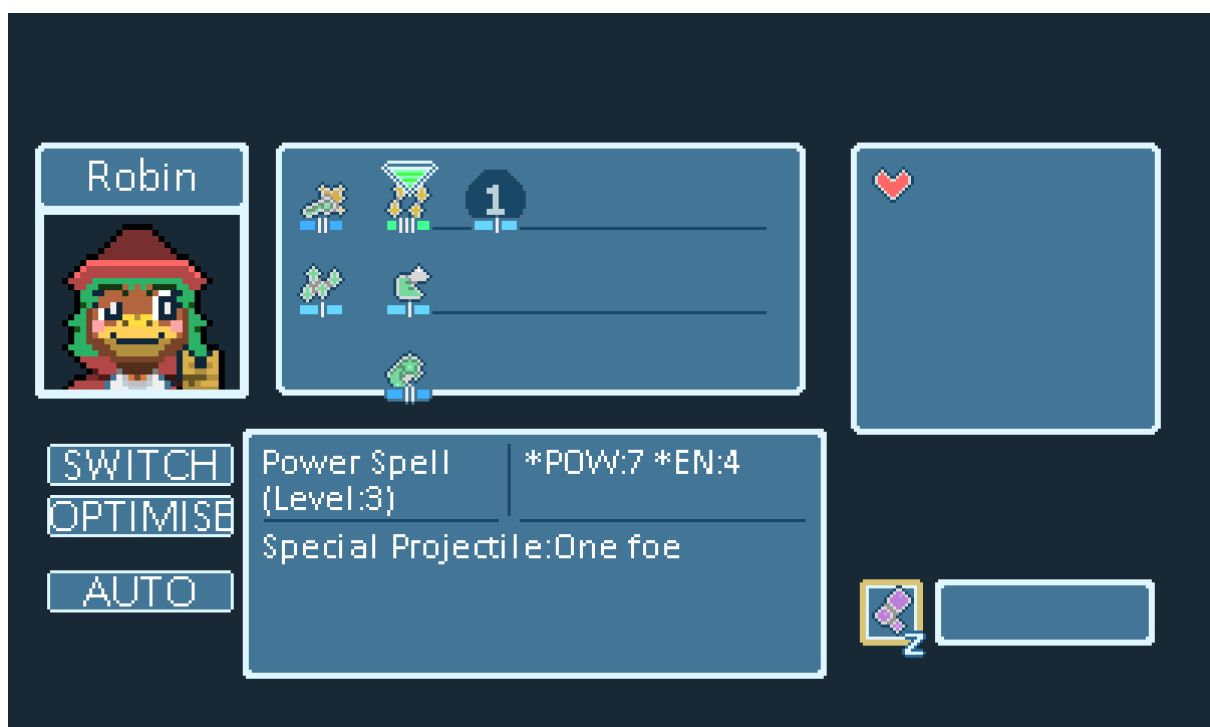 Robin
1
SWITCH
OPTIMISE
AUTO
Power Spell
(Level:3)
*POW:7 *EN:4
Special Projectile:One foe
Z